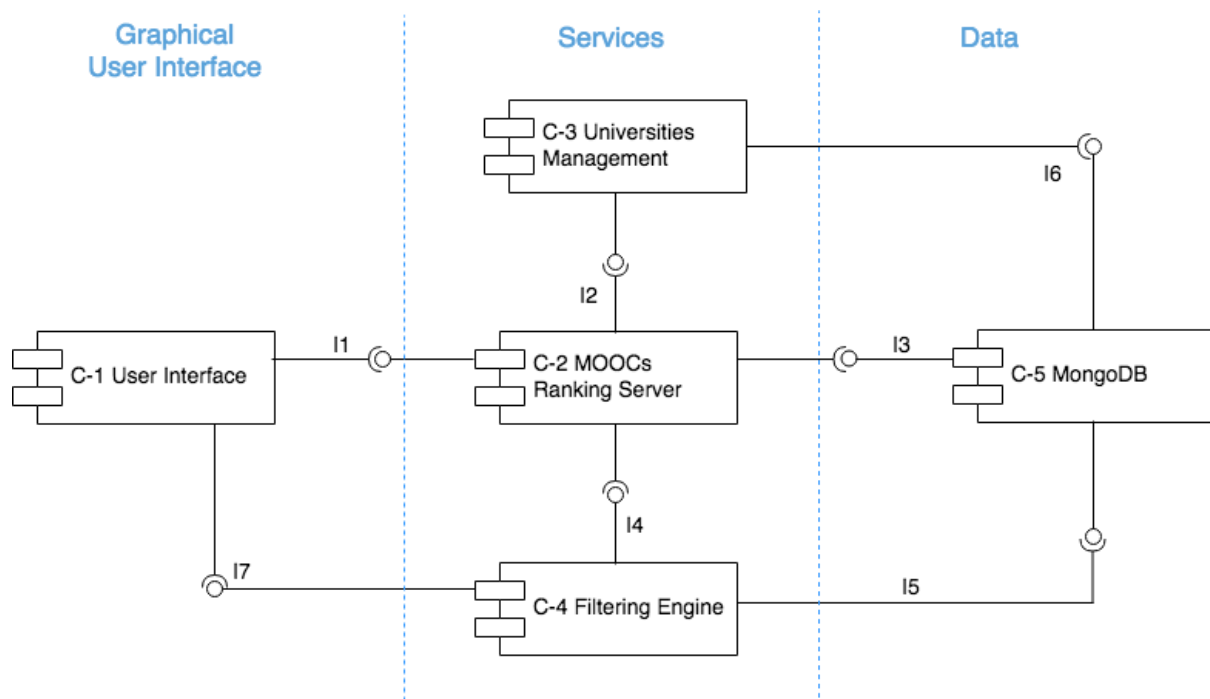 Graphical
User Interface
Services
Data
C-3 Universities
Management
I6
I2
I1
I3
C-1 User Interface
C-2 MOOCs
Ranking Server
C-5 MongoDB
I4
I7
I5
C-4 Filtering Engine